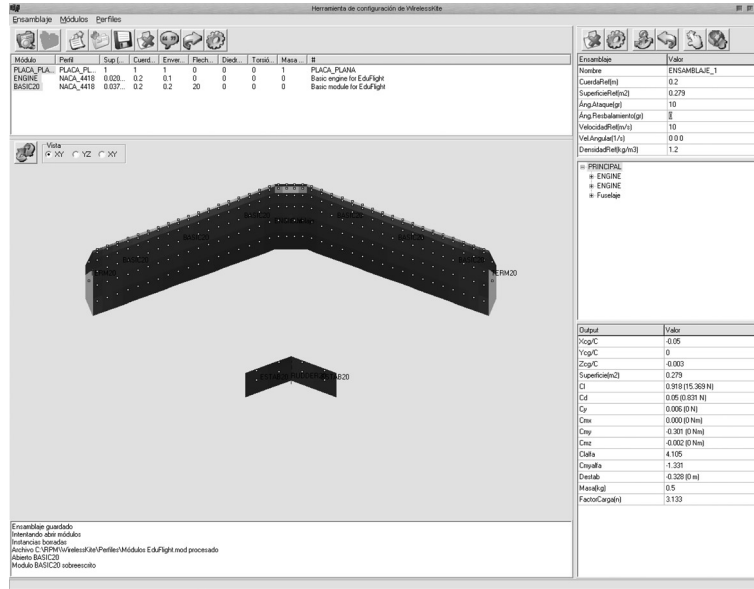 Herramienta de configuración de WirelessKite
Ensamblaje Módulos Perfiles
Módulo Perfil Sup (... Cuerd... Enver... Flech... Diedr... Torsió... Masa ... #
PLACA_PLA... PLACA_PL... 1 1 1 0 0 0 1 PLACA_PLANA
ENGINE NACA_4418 0.020... 0.2 0.1 0 0 0 0 Basic engine for EduFlight
BASIC20 NACA_4418 0.037... 0.2 0.2 20 0 0 0 Basic module for EduFlight
Vista
XY YZ XY
BASIC20 BASIC20
BASIC20 BASIC20
BASIC20 BASIC20
TERM20 TERM20
Ensamblaje guardado
Intentando abrir módulos
Instancias borradas
Archivo C:\RPM\WirelessKite\Perfiles\Módulos EduFlight.mod procesado
Abierto BASIC20
Modulo BASIC20 sobreescrito
Ensamblaje Valor
Nombre ENSAMBLAJE_1
CuerdaRef(m) 0.2
SuperficieRef(m2) 0.279
Áng.Ataque(gr) 10
Áng.Resbalamiento(gr)
VelocidadRef(m/s) 10
Vel.Angular(1/s) 0 0 0
DensidadRef(kg/m3) 1.2
PRINCIPAL
ENGINE
ENGINE
Fuselaje
Output Valor
Xcg/C -0.05
Ycg/C 0
Zcg/C -0.003
Superficie(m2) 0.279
Cl 0.918 (15.369 N)
Cd 0.05 (0.831 N)
Cy 0.006 (0 N)
Cmx 0.000 (0 Nm)
Cmy -0.301 (0 Nm)
Cmz -0.002 (0 Nm)
Clalfa 4.105
Cmyalfa -1.331
Destab -0.328 (0 m)
Masa(kg) 0.5
FactorCarga(n) 3.133